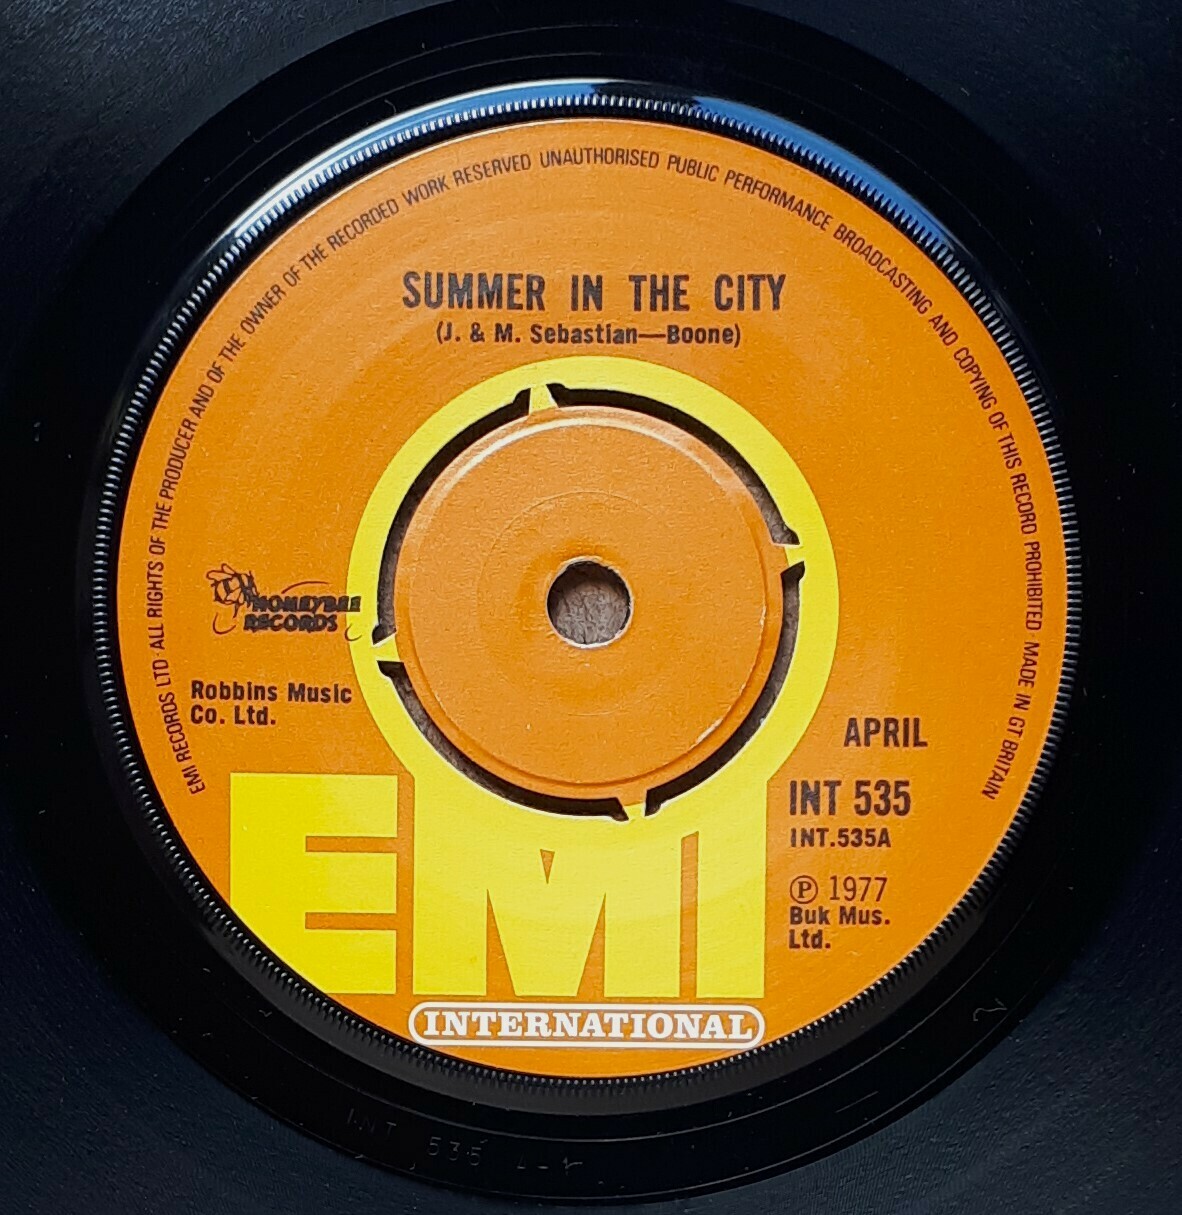 EMI RECORDS LTD · ALL RIGHTS OF THE PRODUCER AND OF THE OWNER OF THE RECORDED WORK RESERVED UNAUTHORISED PUBLIC PERFORMANCE BROADCASTING AND COPYING OF THIS RECORD PROHIBITED MADE IN GT BRITAIN
SUMMER IN THE CITY
(J. & M. Sebastian—Boone)
HONEYBEE
RECORDS
Robbins Music
Co. Ltd.
APRIL
INT 535
INT.535A
℗ 1977
Buk Mus.
Ltd.
EMI
INTERNATIONAL
INT 535